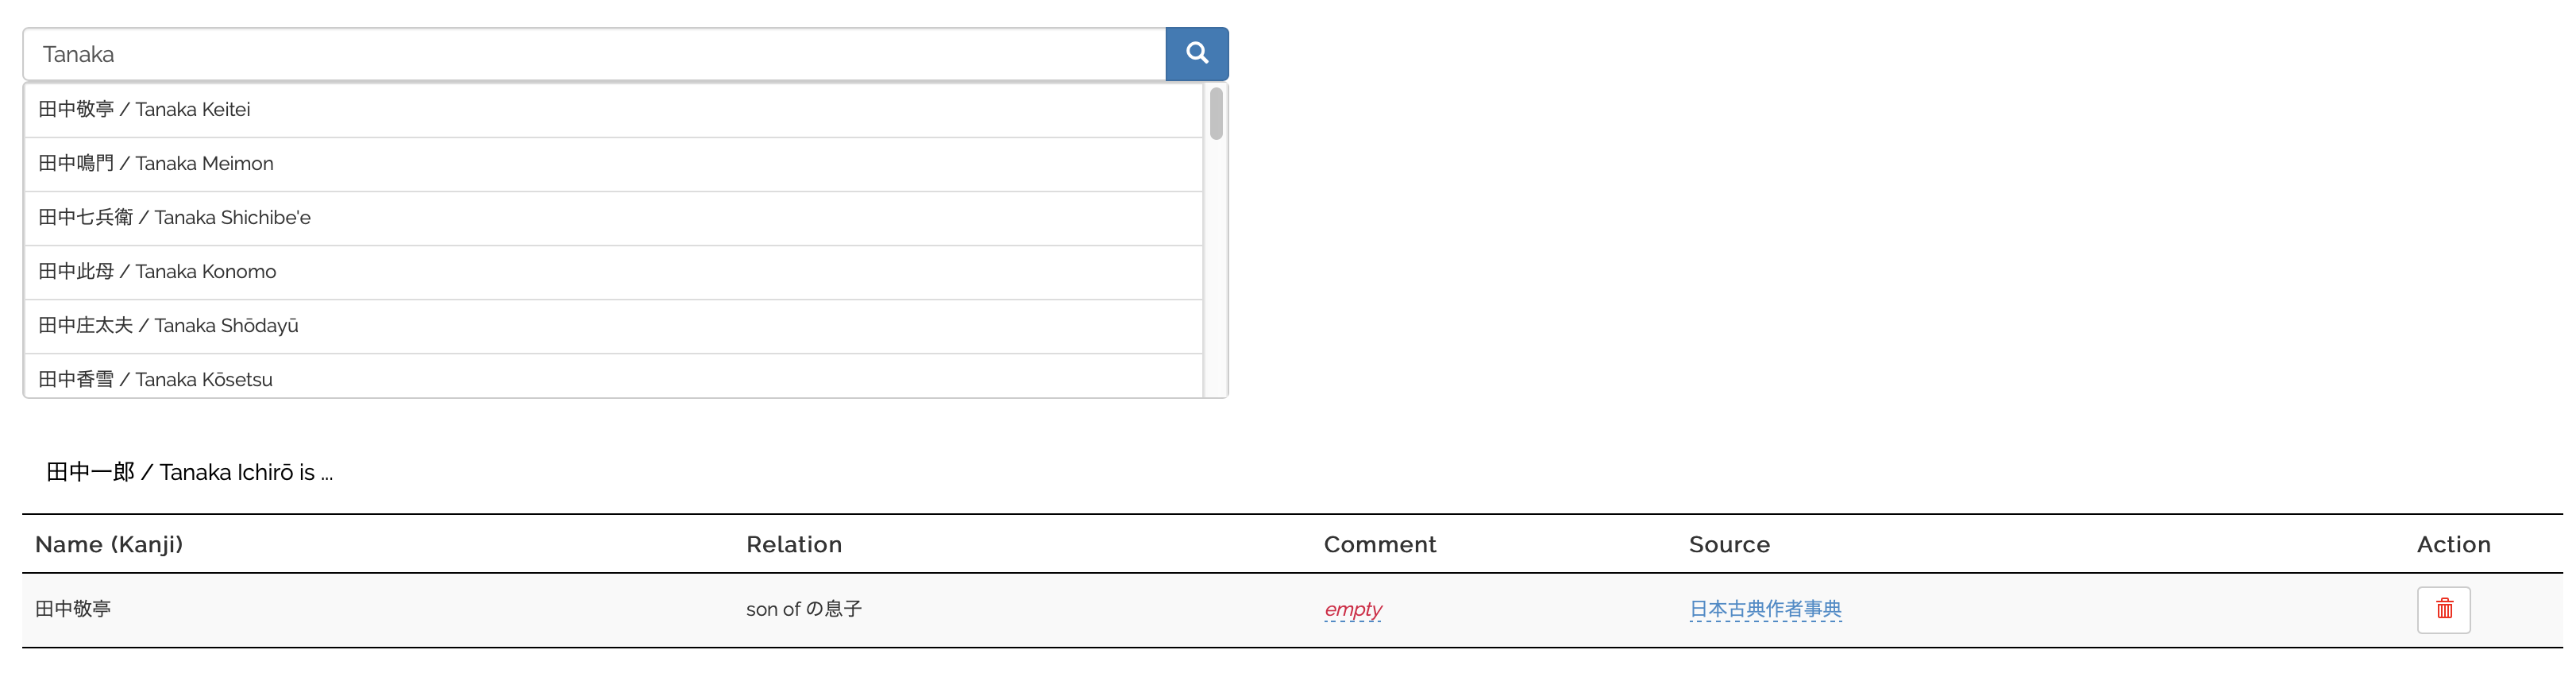 Tanaka
田中敬亭 / Tanaka Keitei
田中鳴門 / Tanaka Meimon
田中七兵衛 / Tanaka Shichibe'e
田中此母 / Tanaka Konomo
田中庄太夫 / Tanaka Shōdayū
田中香雪 / Tanaka Kōsetsu
田中一郎 / Tanaka Ichirō is ...
Name (Kanji) Relation Comment Source Action
田中敬亭 son of の息子 empty 日本古典作者事典